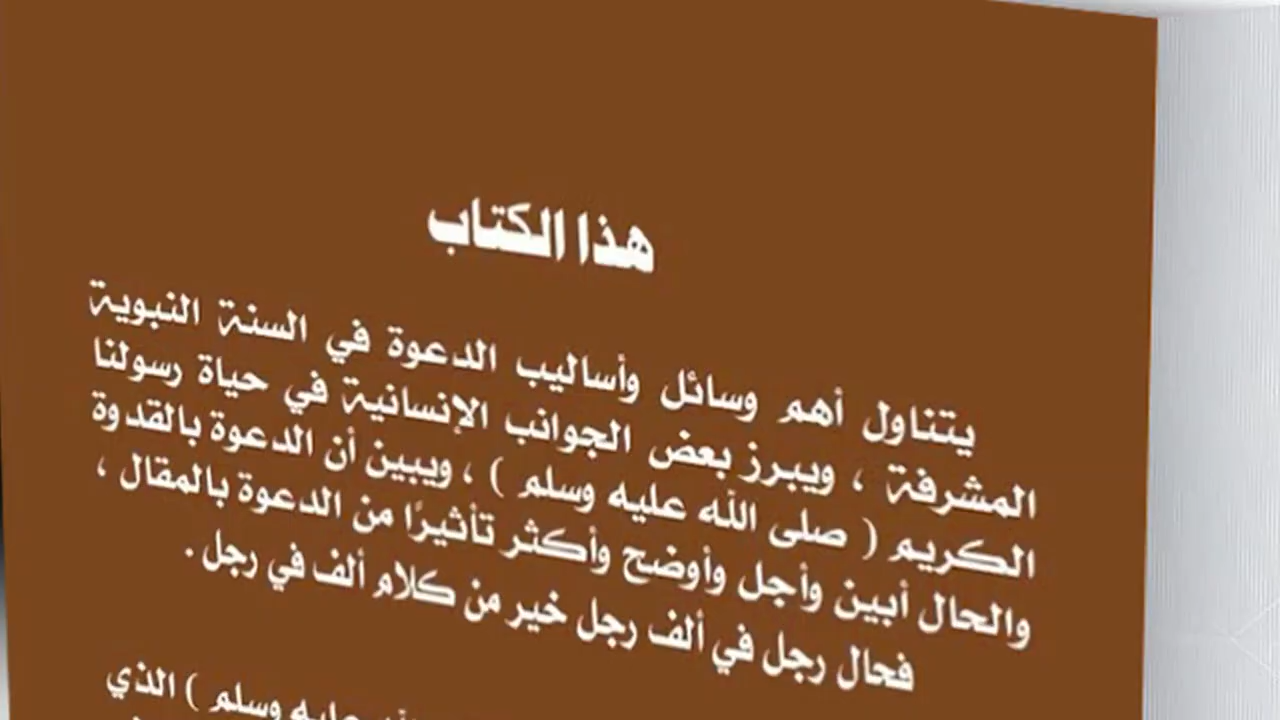 هذا الكتاب
يتناول أهم وسائل وأساليب الدعوة في السنة النبوية
المشرفة ، ويبرز بعض الجوانب الإنسانية في حياة رسولنا
الكريم ( صلى الله عليه وسلم ) ، ويبين أن الدعوة بالقدوة
والحال أبين وأجل وأوضح وأكثر تأثيرًا من الدعوة بالمقال ،
فحال رجل في ألف رجل خير من كلام ألف في رجل .
عليه وسلم ) الذي